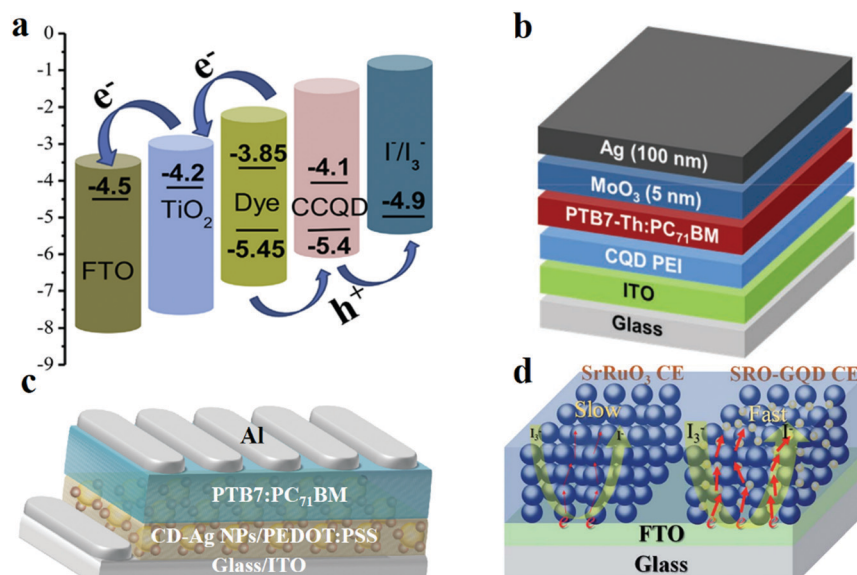 a
0
-1
-2
-3
-4
-5
-6
-7
-8
-9
e⁻
e⁻
-4.5
FTO
-4.2
TiO₂
-3.85
Dye
-5.45
-4.1
CCQD
-5.4
I⁻/I₃⁻
-4.9
h⁺
b
Ag (100 nm)
MoO₃ (5 nm)
PTB7-Th:PC₇₁BM
CQD PEI
ITO
Glass
c
Al
PTB7:PC₇₁BM
CD-Ag NPs/PEDOT:PSS
Glass/ITO
d
SrRuO₃ CE
SRO-GQD CE
Slow
Fast
I₃⁻
I⁻
I₃⁻
I⁻
e⁻
e⁻
e⁻
e⁻
e⁻
FTO
Glass